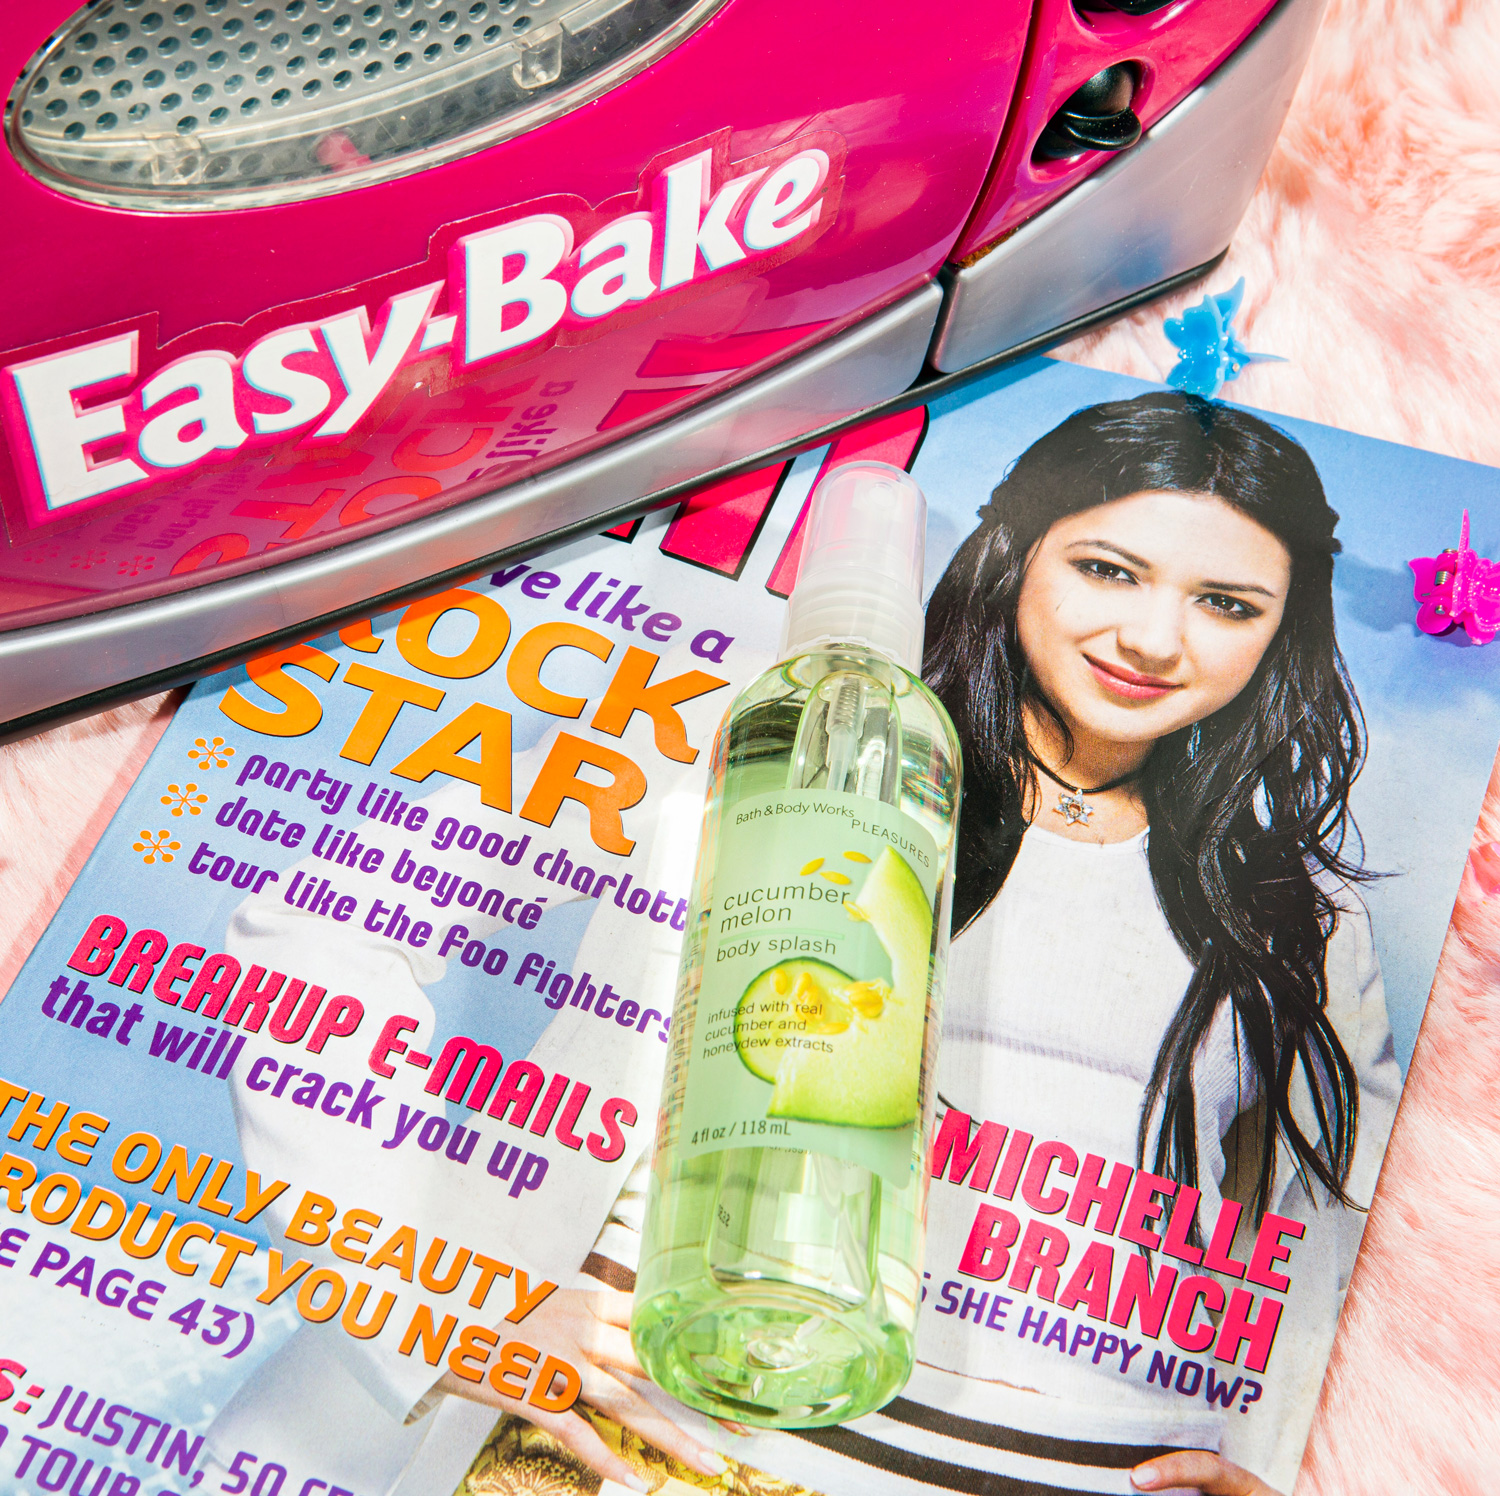 Easy-Bake
like a
ROCK
STAR
party like good charlotte
date like beyoncé
tour like the foo fighters
BREAKUP E-MAILS
that will crack you up
THE ONLY BEAUTY
PRODUCT YOU NEED
PAGE 43)
JUSTIN, 50
TOUR
Bath & Body Works
PLEASURES
cucumber
melon
body splash
infused with real
cucumber and
honeydew extracts
4 fl oz / 118 mL
MICHELLE
BRANCH
SHE HAPPY NOW?